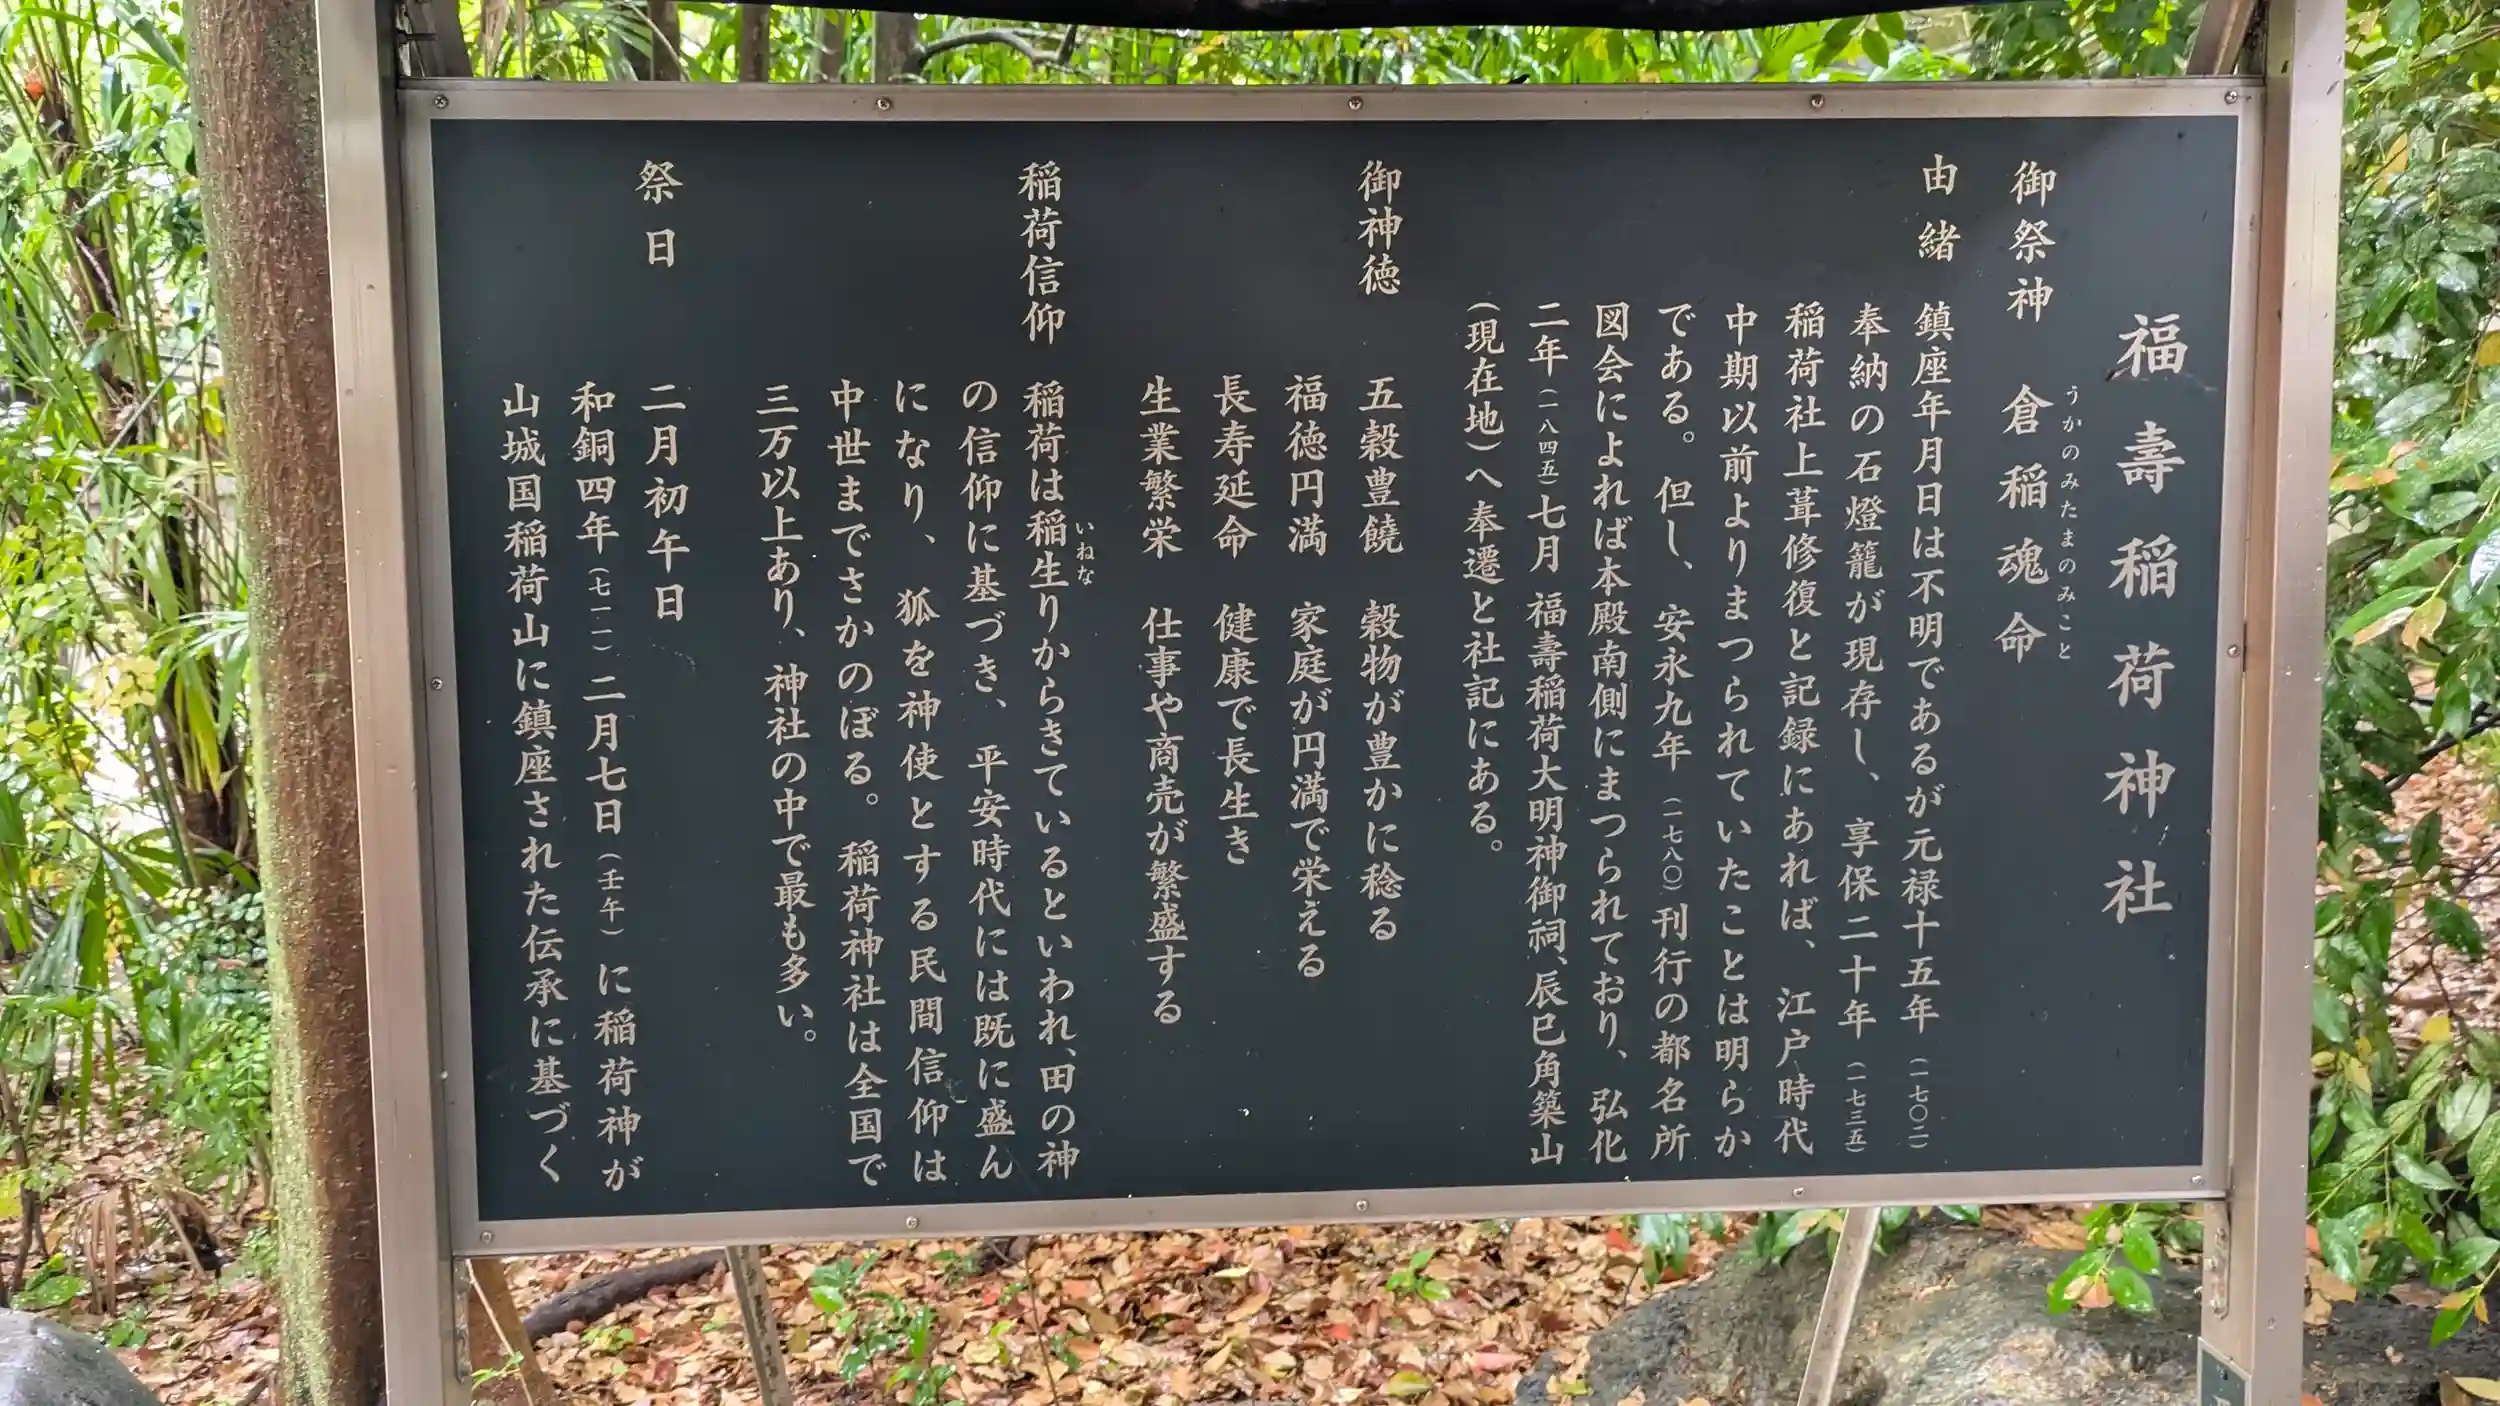 福壽稲荷神社
御祭神　倉稲魂命
うかのみたまのみこと
由緒
鎮座年月日は不明であるが元禄十五年（一七〇二）
奉納の石燈籠が現存し、享保二十年（一七三五）
稲荷社上葺修復と記録にあれば、江戸時代
中期以前よりまつられていたことは明らか
である。但し、安永九年（一七八〇）刊行の都名所
図会によれば本殿南側にまつられており、弘化
二年（一八四五）七月 福壽稲荷大明神御祠、辰巳角築山
（現在地）へ奉遷と社記にある。
御神徳　五穀豊饒　穀物が豊かに稔る
福徳円満　家庭が円満で栄える
長寿延命　健康で長生き
生業繁栄　仕事や商売が繁盛する
稲荷信仰　稲荷は稲生りからきているといわれ、田の神
いねな
の信仰に基づき、平安時代には既に盛ん
になり、狐を神使とする民間信仰は
中世までさかのぼる。稲荷神社は全国で
三万以上あり、神社の中で最も多い。
祭日　二月初午日
和銅四年（七一一）二月七日（壬午）に稲荷神が
山城国稲荷山に鎮座された伝承に基づく